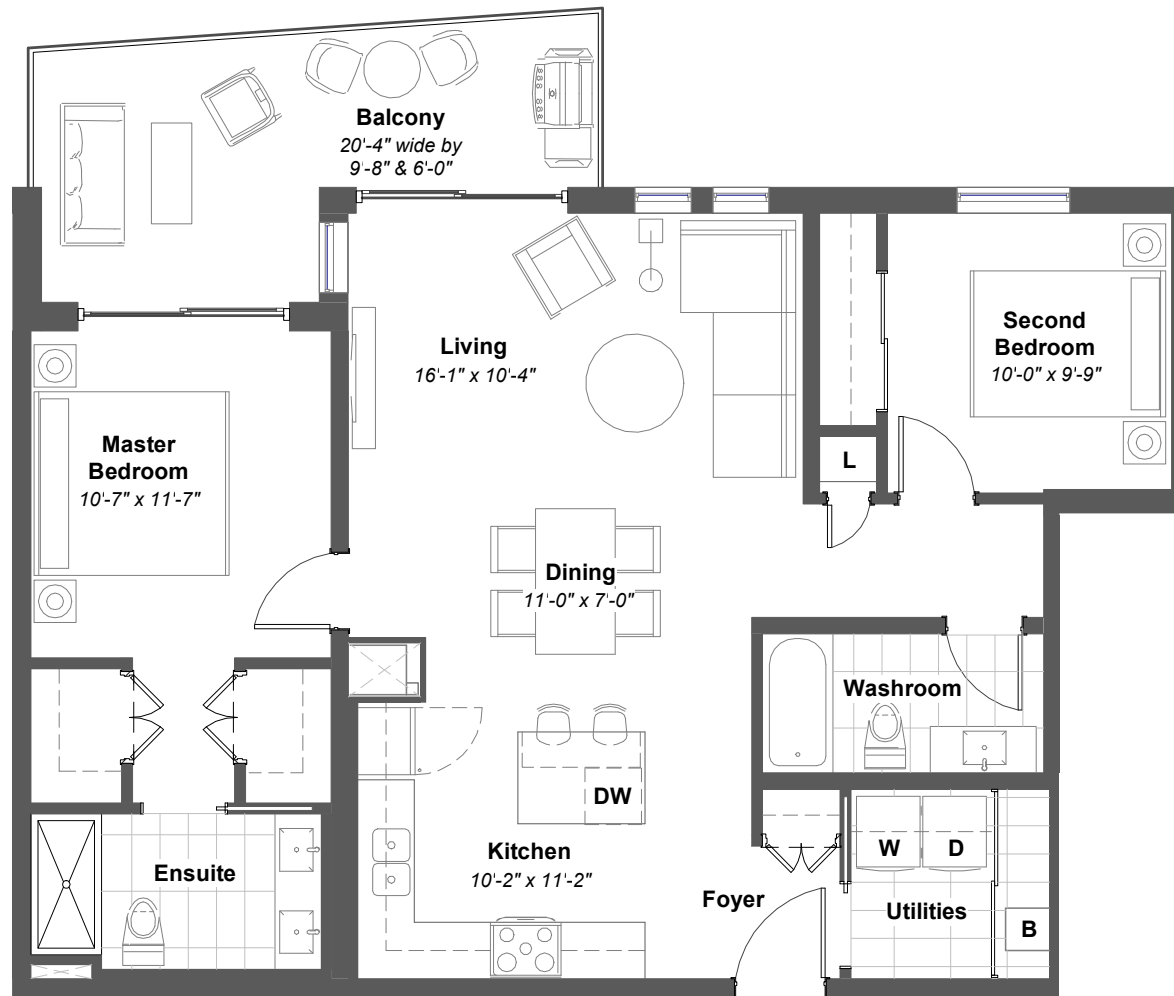 Balcony
20'-4" wide by
9'-8" & 6'-0"
Living
16'-1" x 10'-4"
Second
Bedroom
10'-0" x 9'-9"
Master
Bedroom
10'-7" x 11'-7"
L
Dining
11'-0" x 7'-0"
Washroom
DW
Kitchen
10'-2" x 11'-2"
W
D
Ensuite
Foyer
Utilities
B